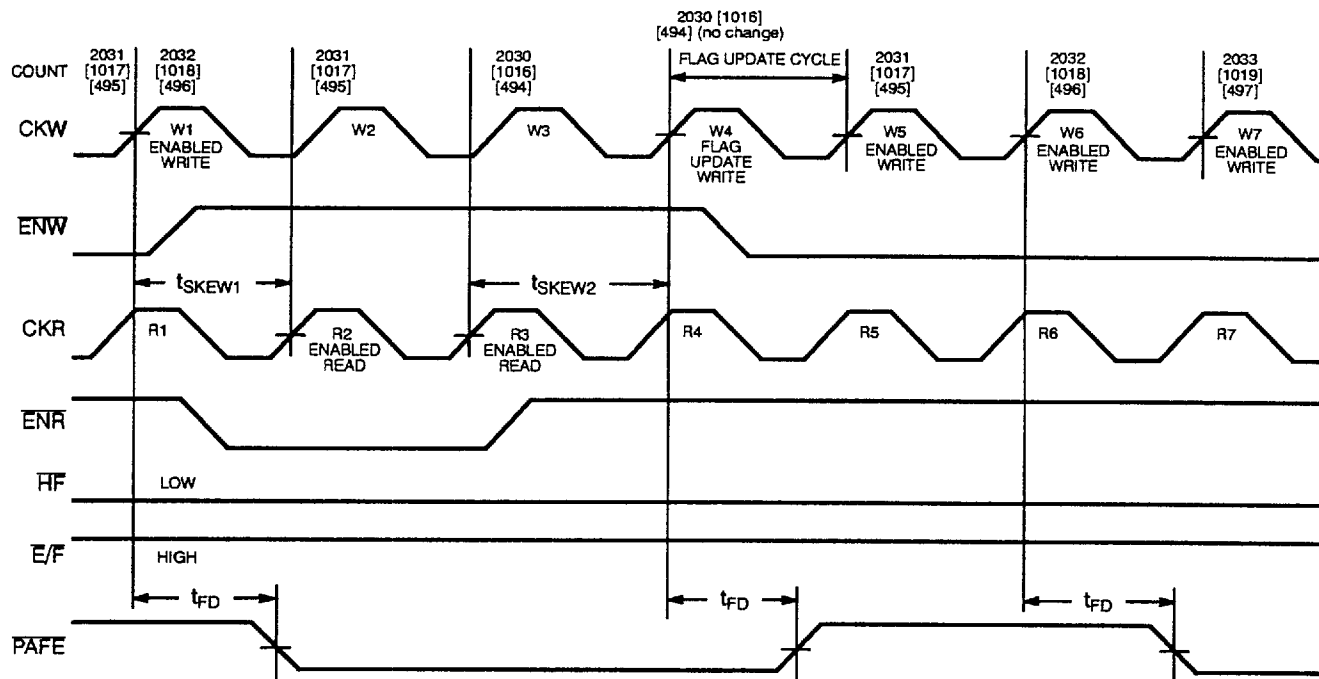 2030 [1016]
[494] (no change)
COUNT
2031
[1017]
[495]
2032
[1018]
[496]
2031
[1017]
[495]
2030
[1016]
[494]
FLAG UPDATE CYCLE
2031
[1017]
[495]
2032
[1018]
[496]
2033
[1019]
[497]
CKW
W1
ENABLED
WRITE
W2
W3
W4
FLAG
UPDATE
WRITE
W5
ENABLED
WRITE
W6
ENABLED
WRITE
W7
ENABLED
WRITE
ENW
tSKEW1
tSKEW2
CKR
R1
R2
ENABLED
READ
R3
ENABLED
READ
R4
R5
R6
R7
ENR
HF
LOW
E/F
HIGH
tFD
tFD
tFD
PAFE